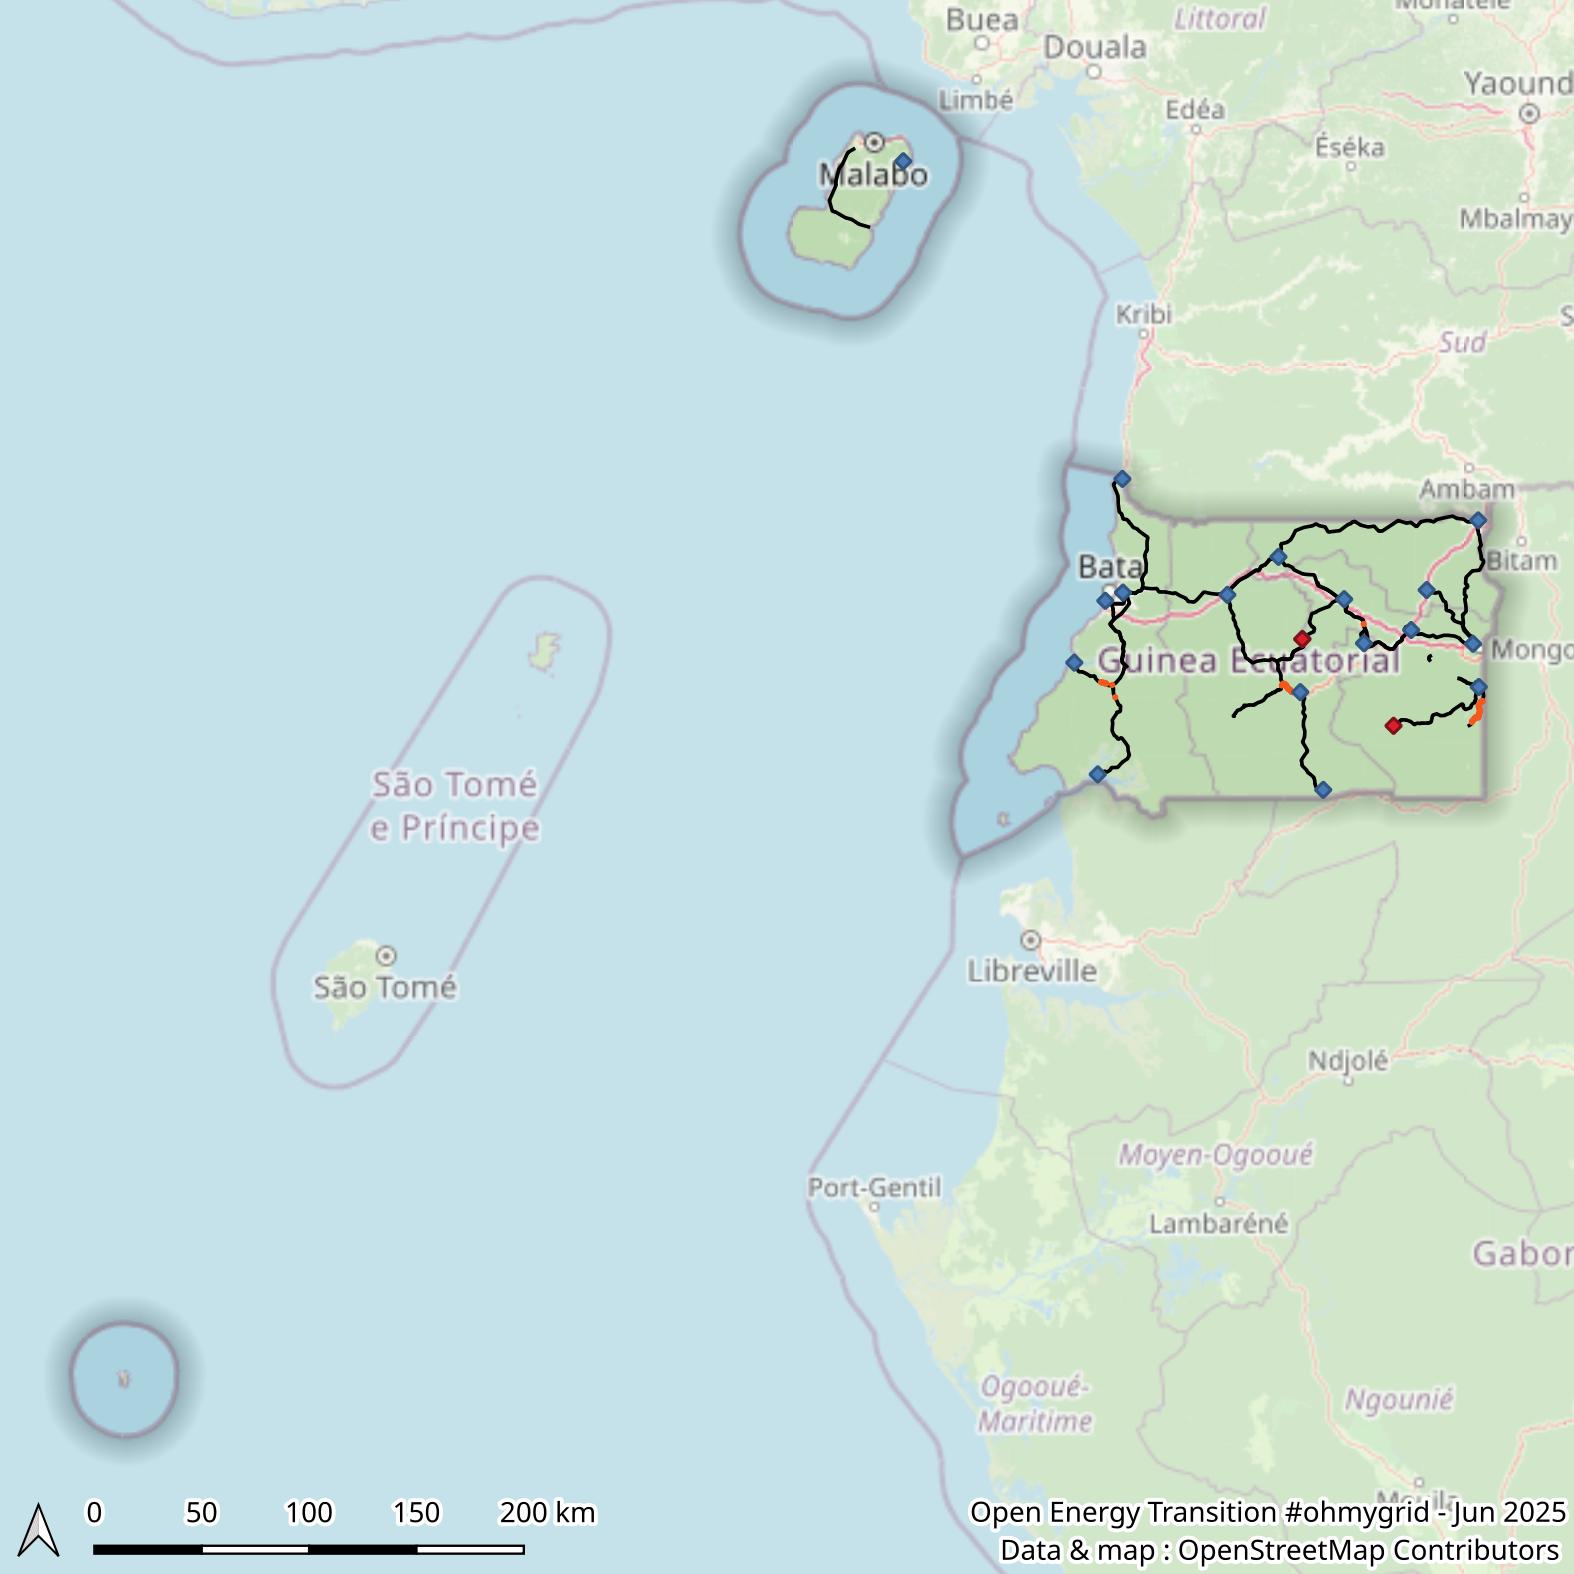 Monatélé
Littoral
Buea
Douala
Yaound
Limbé
Edéa
Éséka
Malabo
Mbalmay
Kribi
S
Sud
Ambam
Bitam
Bata
Mongo
Guinea Ecuatorial
São Tomé
e Príncipe
Libreville
São Tomé
Ndjolé
Moyen-Ogooué
Port-Gentil
Lambaréné
Gabon
Ogooué-
Maritime
Ngounié
0 50 100 150 200 km
Open Energy Transition #ohmygrid - Jun 2025
Data & map : OpenStreetMap Contributors